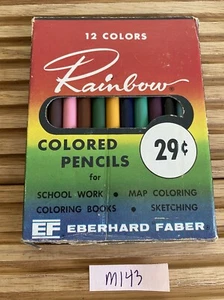 12 COLORS
Rainbow
COLORED
PENCILS
29¢
for
SCHOOL WORK • MAP COLORING
COLORING BOOKS • SKETCHING
EF EBERHARD FABER
M143